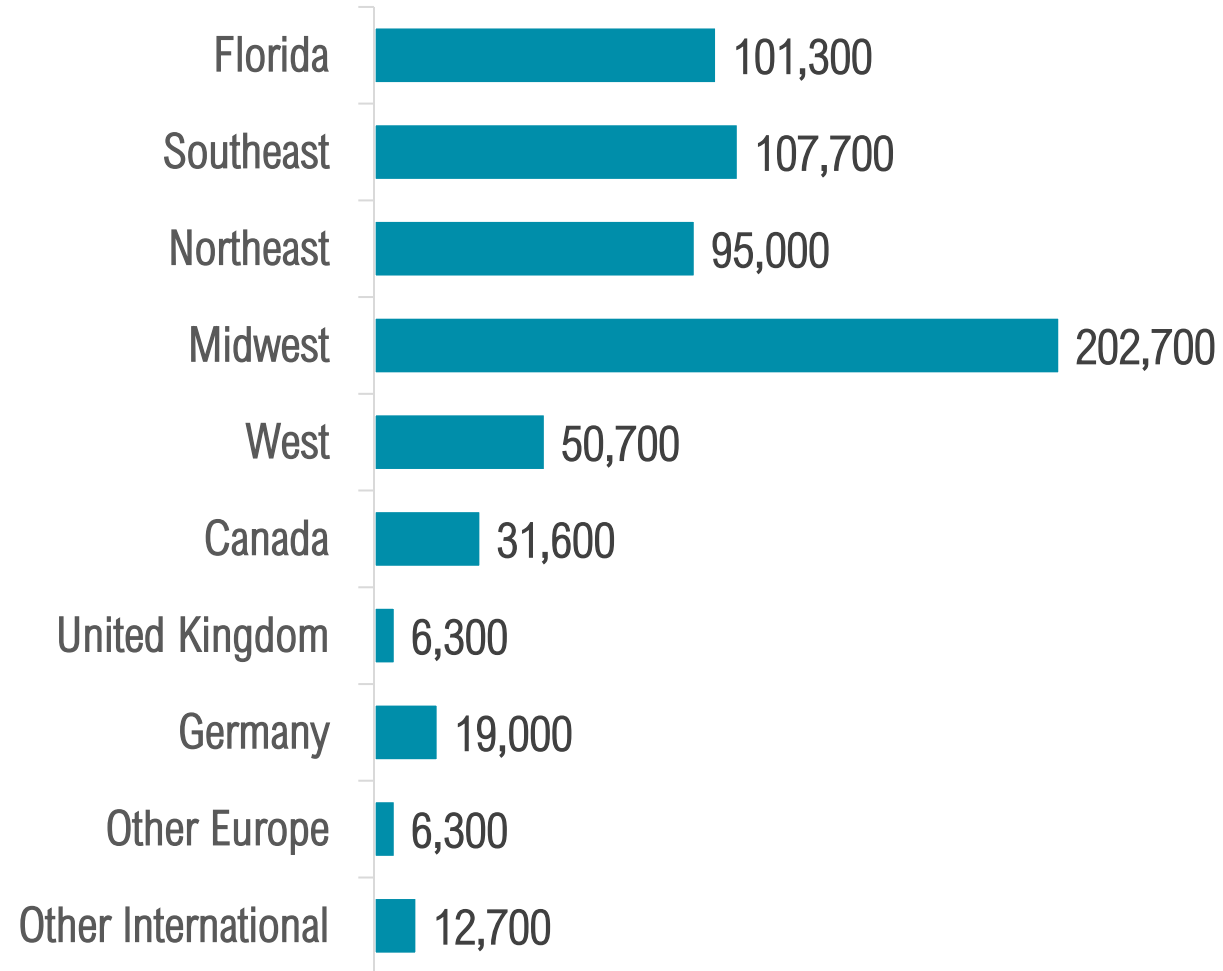 Florida 101,300
Southeast 107,700
Northeast 95,000
Midwest 202,700
West 50,700
Canada 31,600
United Kingdom 6,300
Germany 19,000
Other Europe 6,300
Other International 12,700